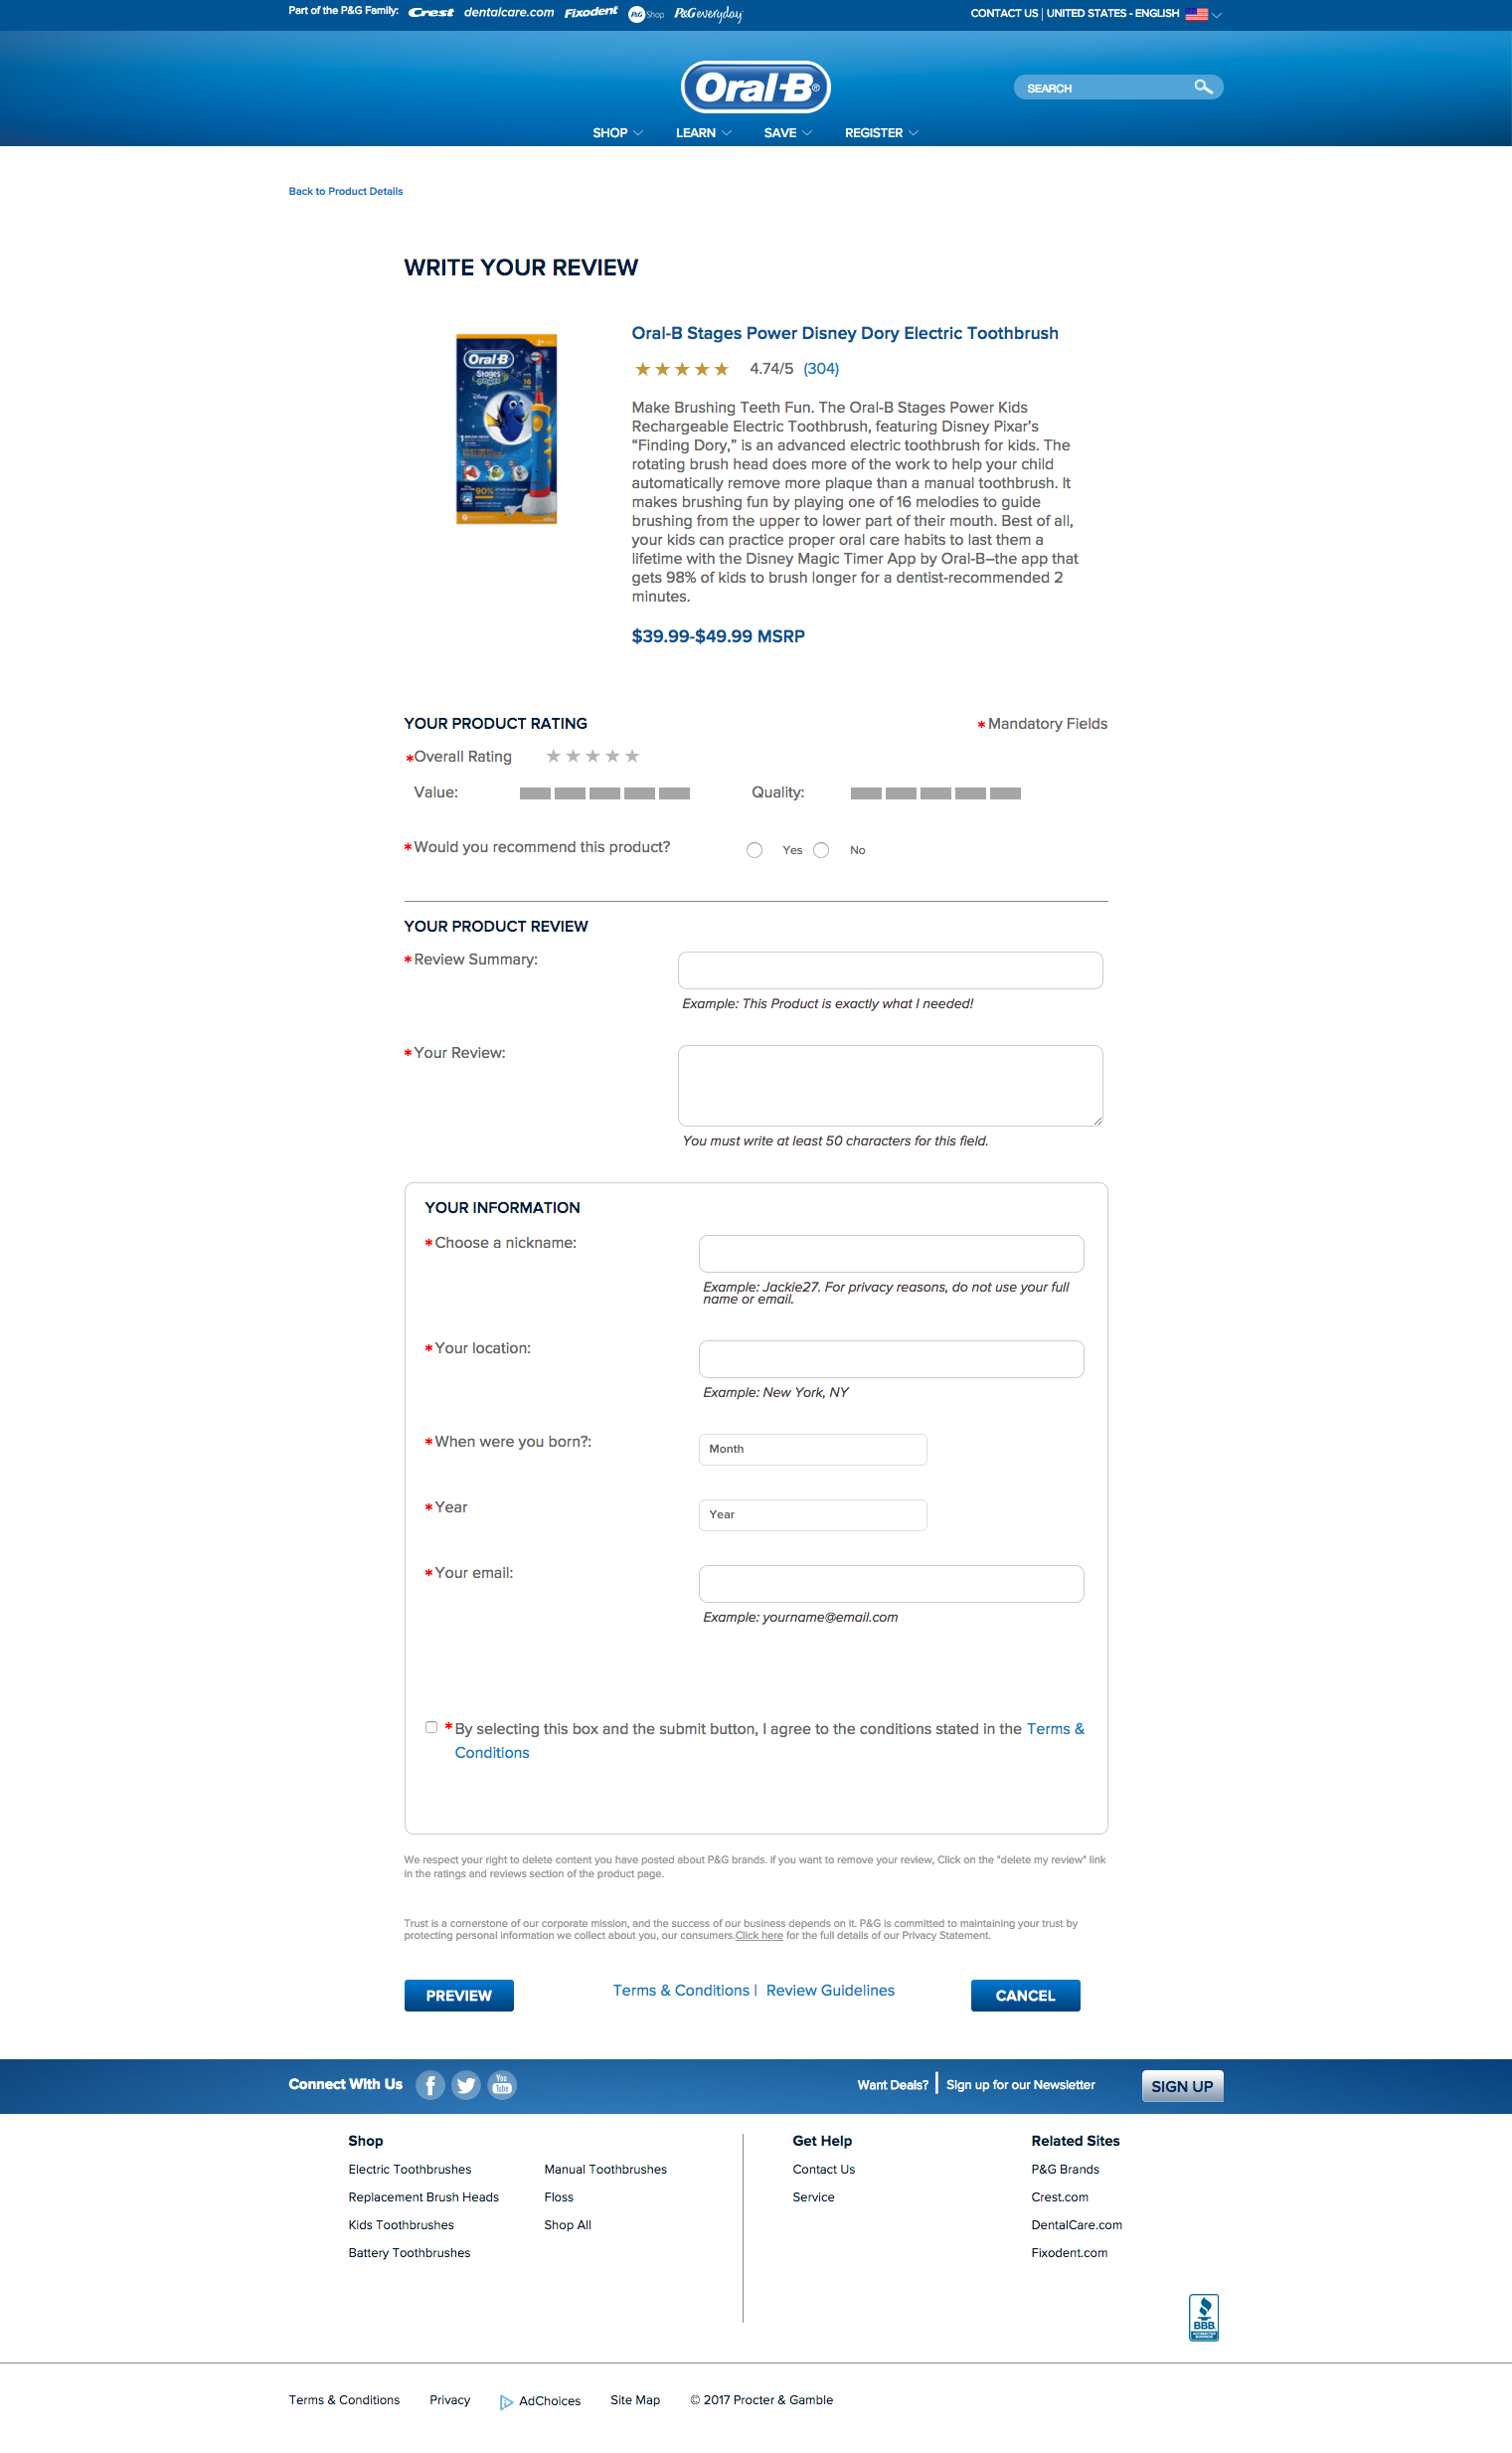 Part of the P&G Family: Crest dentalcare.com Fixodent P&G Shop P&G everyday
CONTACT US | UNITED STATES - ENGLISH
Oral-B®
SEARCH
SHOP LEARN SAVE REGISTER
Back to Product Details
WRITE YOUR REVIEW
Oral-B
Stages
POWER
Disney
16
90%
Oral-B Stages Power Disney Dory Electric Toothbrush
4.74/5 (304)
Make Brushing Teeth Fun. The Oral-B Stages Power Kids
Rechargeable Electric Toothbrush, featuring Disney Pixar’s
“Finding Dory,” is an advanced electric toothbrush for kids. The
rotating brush head does more of the work to help your child
automatically remove more plaque than a manual toothbrush. It
makes brushing fun by playing one of 16 melodies to guide
brushing from the upper to lower part of their mouth. Best of all,
your kids can practice proper oral care habits to last them a
lifetime with the Disney Magic Timer App by Oral-B–the app that
gets 98% of kids to brush longer for a dentist-recommended 2
minutes.
$39.99-$49.99 MSRP
YOUR PRODUCT RATING
*Mandatory Fields
*Overall Rating
Value: Quality:
*Would you recommend this product? Yes No
YOUR PRODUCT REVIEW
*Review Summary:
Example: This Product is exactly what I needed!
*Your Review:
You must write at least 50 characters for this field.
YOUR INFORMATION
*Choose a nickname:
Example: Jackie27. For privacy reasons, do not use your full
name or email.
*Your location:
Example: New York, NY
*When were you born?: Month
*Year Year
*Your email:
Example: yourname@email.com
*By selecting this box and the submit button, I agree to the conditions stated in the Terms &
Conditions
We respect your right to delete content you have posted about P&G brands. if you want to remove your review, Click on the "delete my review" link
in the ratings and reviews section of the product page.
Trust is a cornerstone of our corporate mission, and the success of our business depends on it. P&G is committed to maintaining your trust by
protecting personal information we collect about you, our consumers.Click here for the full details of our Privacy Statement.
PREVIEW Terms & Conditions | Review Guidelines CANCEL
Connect With Us You Tube Want Deals? Sign up for our Newsletter SIGN UP
Shop
Electric Toothbrushes
Replacement Brush Heads
Kids Toothbrushes
Battery Toothbrushes
Manual Toothbrushes
Floss
Shop All
Get Help
Contact Us
Service
Related Sites
P&G Brands
Crest.com
DentalCare.com
Fixodent.com
BBB
Terms & Conditions Privacy AdChoices Site Map © 2017 Procter & Gamble